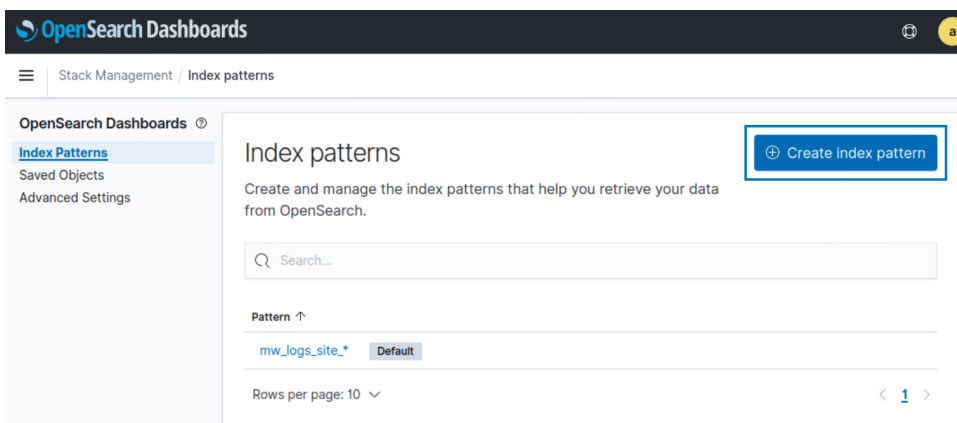 OpenSearch Dashboards
a
Stack Management / Index patterns
OpenSearch Dashboards ?
Index Patterns
Saved Objects
Advanced Settings
Index patterns
Create index pattern
Create and manage the index patterns that help you retrieve your data
from OpenSearch.
Search...
Pattern ↑
mw_logs_site_* Default
Rows per page: 10
< 1 >